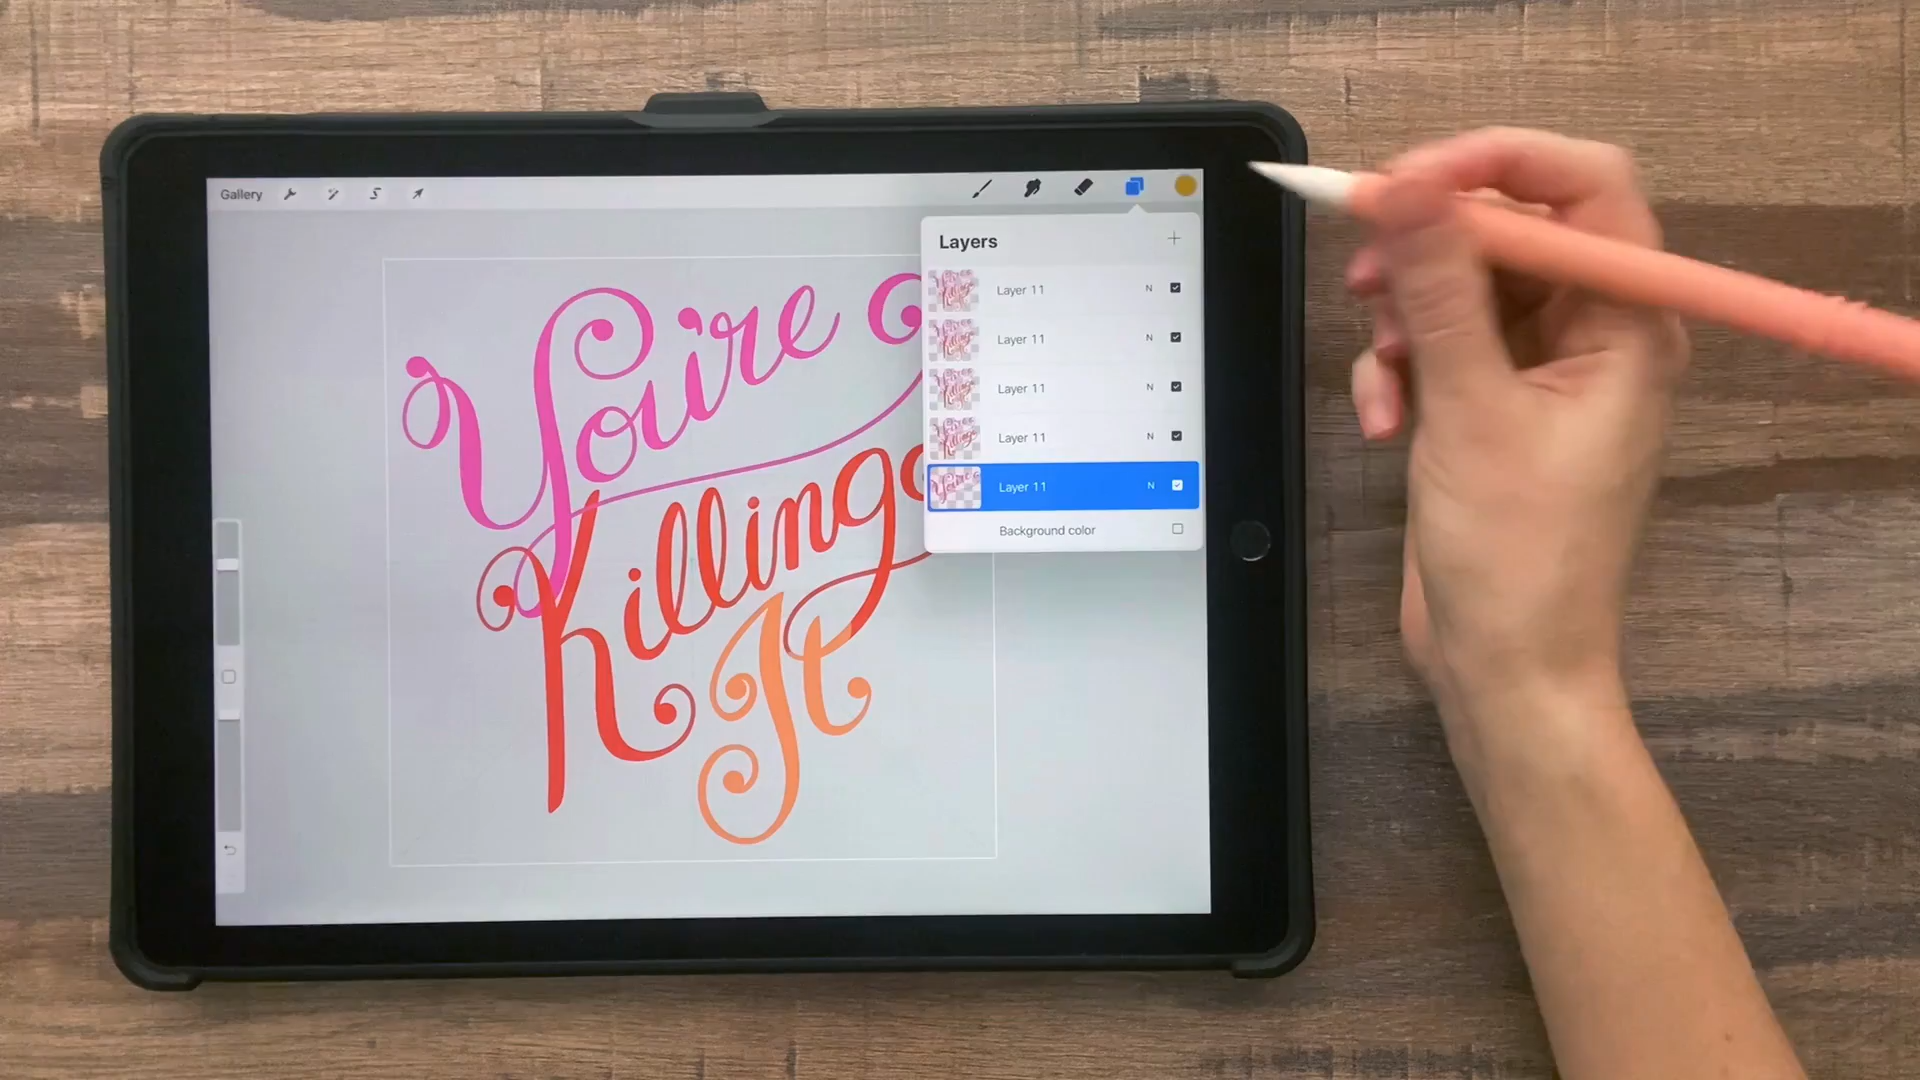 Gallery
Layers
Layer 11 N
Layer 11 N
Layer 11 N
Layer 11 N
Layer 11 N
Background color
You're
Killing
It